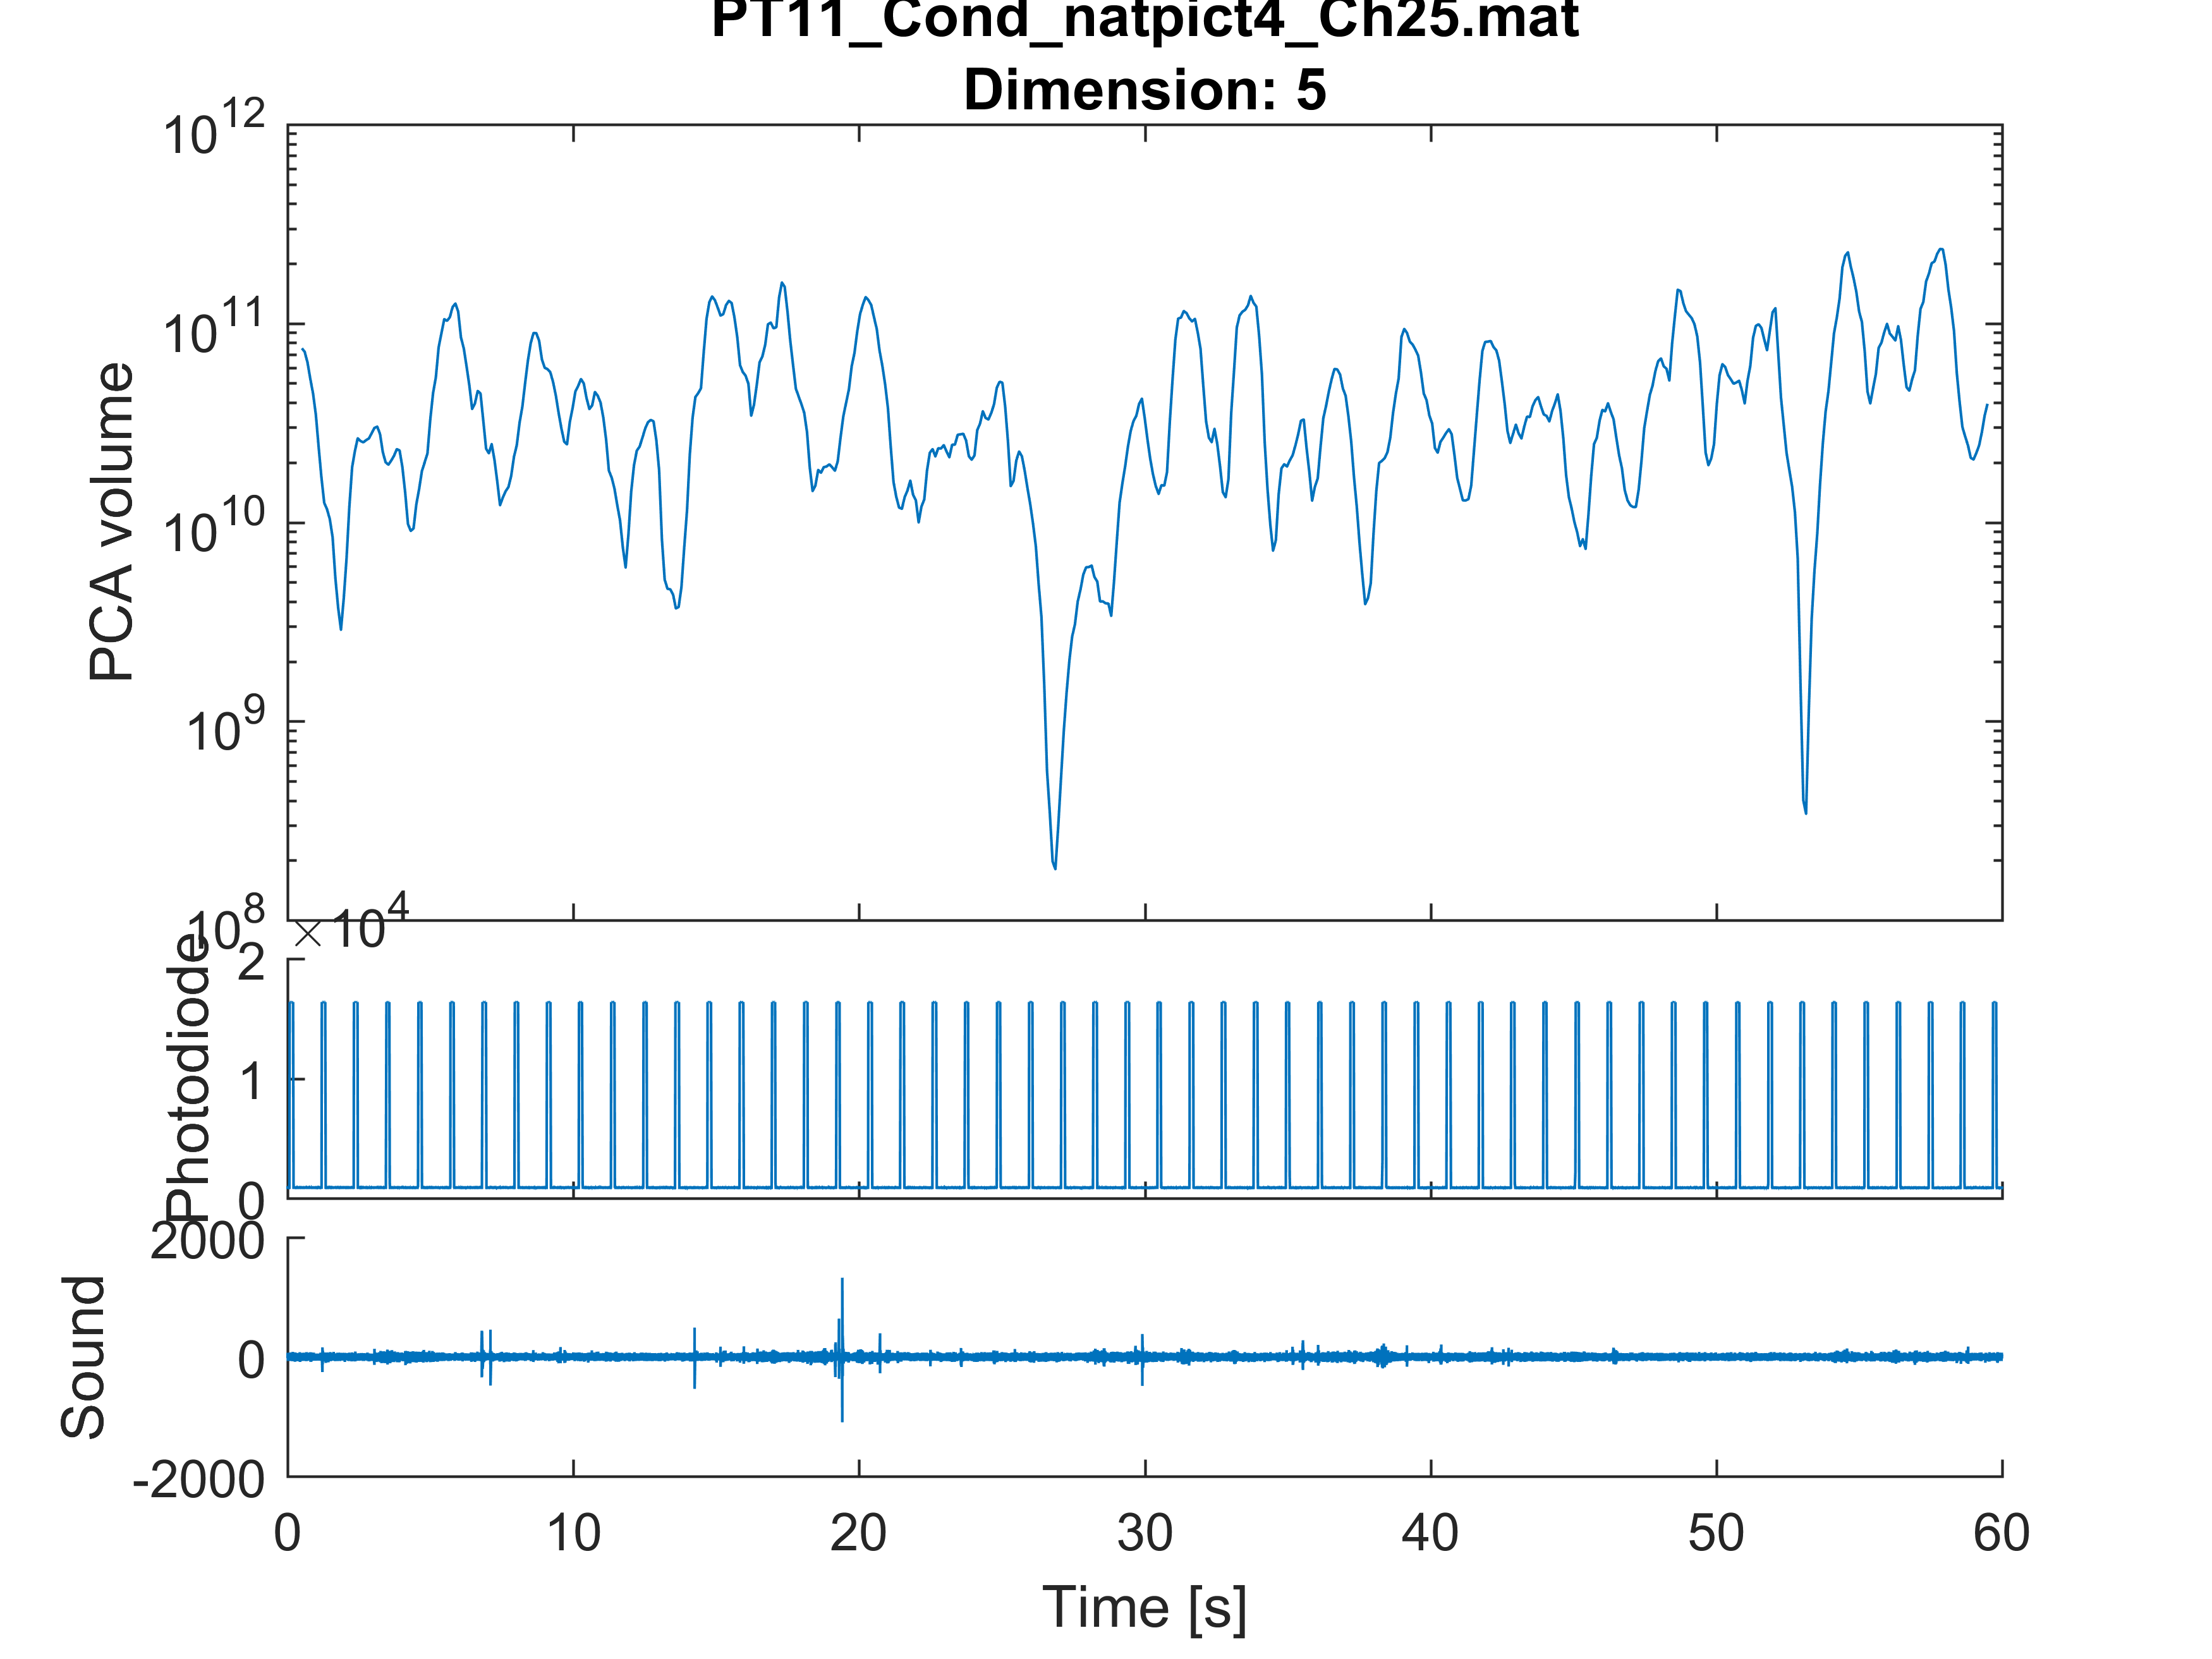 PT11_Cond_natpict4_Ch25.mat
Dimension: 5
PCA volume
10^12
10^11
10^10
10^9
10^8
× 10^4
Photodiode
2
1
0
Sound
2000
0
-2000
0 10 20 30 40 50 60
Time [s]